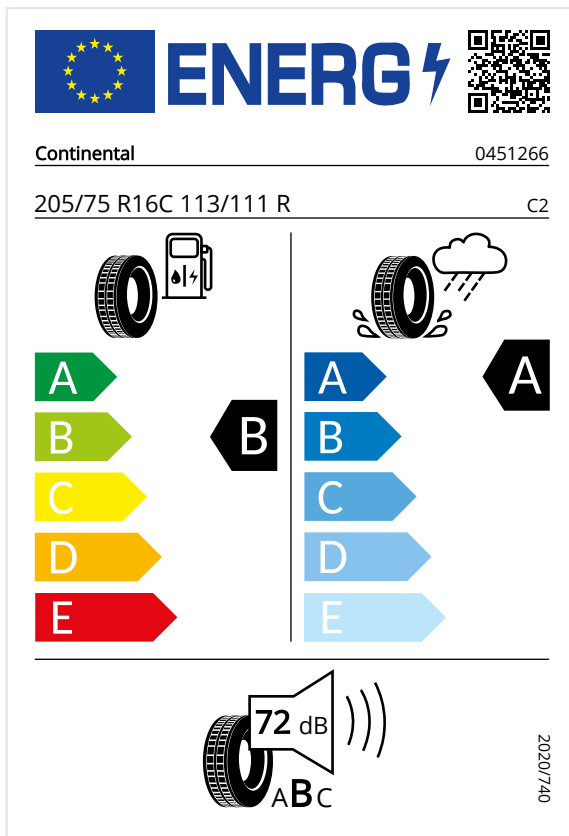 ENERG
Continental 0451266
205/75 R16C 113/111 R C2
A
B
C
D
E
B
A
B
C
D
E
A
72 dB
ABC
2020/740